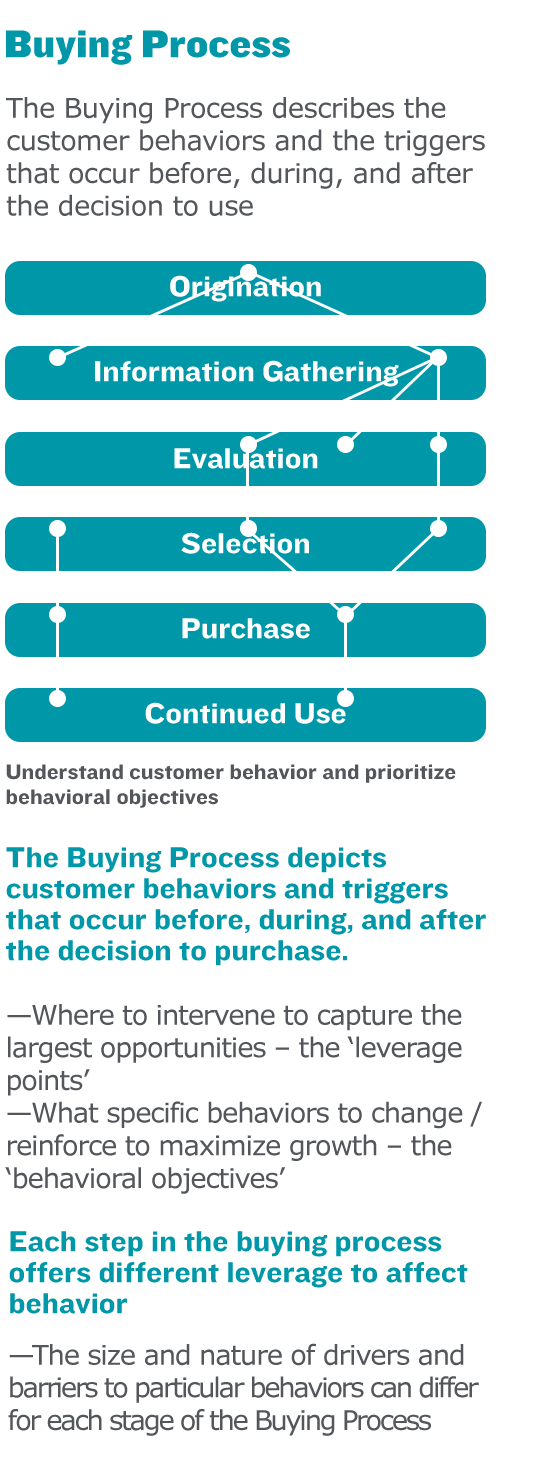 Buying Process
The Buying Process describes the
customer behaviors and the triggers
that occur before, during, and after
the decision to use
Origination
Information Gathering
Evaluation
Selection
Purchase
Continued Use
Understand customer behavior and prioritize
behavioral objectives
The Buying Process depicts
customer behaviors and triggers
that occur before, during, and after
the decision to purchase.
—Where to intervene to capture the
largest opportunities – the ‘leverage
points’
—What specific behaviors to change /
reinforce to maximize growth – the
‘behavioral objectives’
Each step in the buying process
offers different leverage to affect
behavior
—The size and nature of drivers and
barriers to particular behaviors can differ
for each stage of the Buying Process